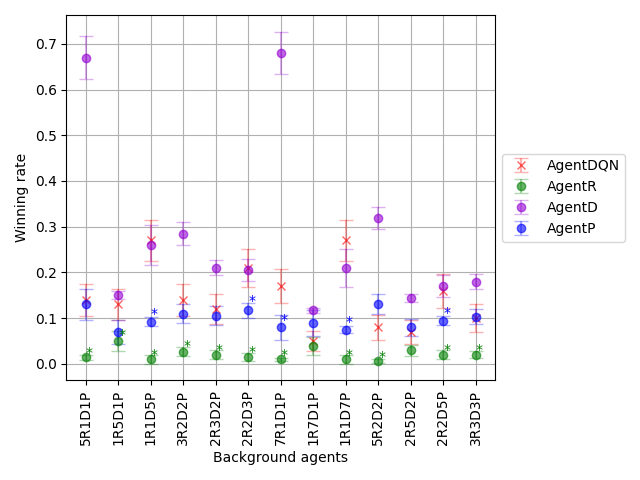 0.7
0.6
0.5
0.4
0.3
0.2
0.1
0.0
Winning rate
5R1D1P
1R5D1P
1R1D5P
3R2D2P
2R3D2P
2R2D3P
7R1D1P
1R7D1P
1R1D7P
5R2D2P
2R5D2P
2R2D5P
3R3D3P
Background agents
AgentDQN
AgentR
AgentD
AgentP